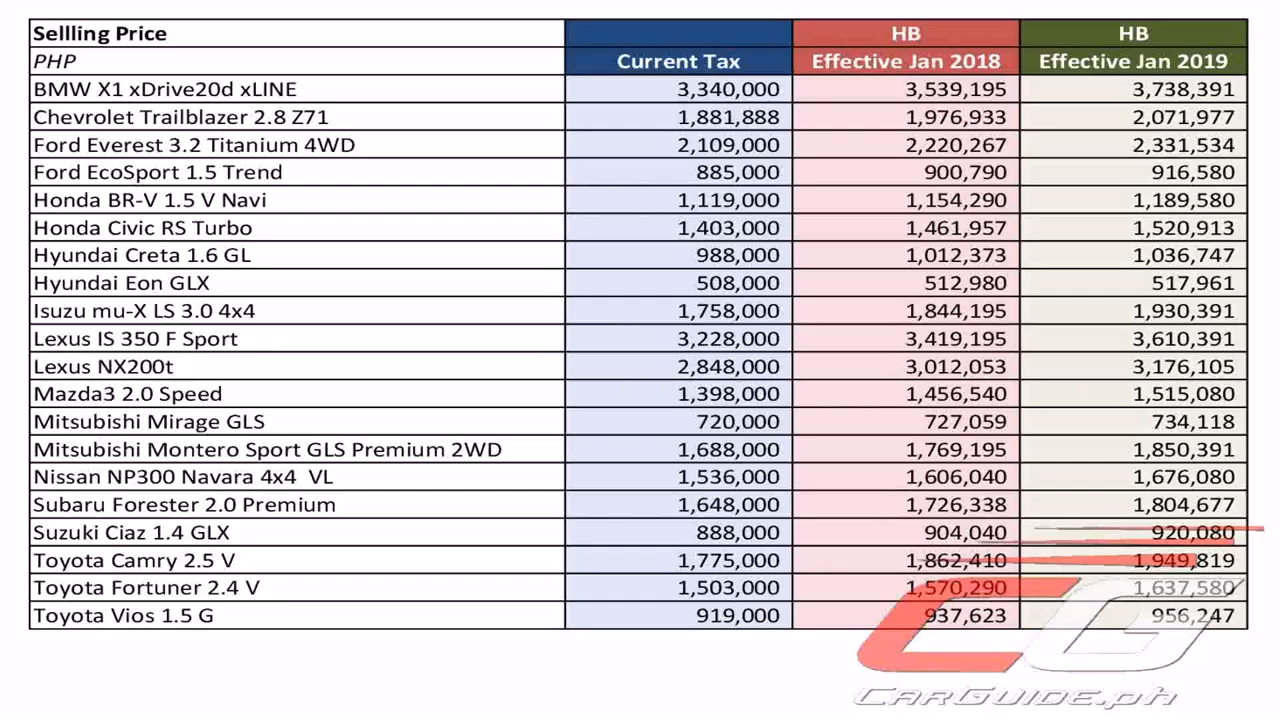 Sellling Price HB HB
PHP Current Tax Effective Jan 2018 Effective Jan 2019
BMW X1 xDrive20d xLINE 3,340,000 3,539,195 3,738,391
Chevrolet Trailblazer 2.8 Z71 1,881,888 1,976,933 2,071,977
Ford Everest 3.2 Titanium 4WD 2,109,000 2,220,267 2,331,534
Ford EcoSport 1.5 Trend 885,000 900,790 916,580
Honda BR-V 1.5 V Navi 1,119,000 1,154,290 1,189,580
Honda Civic RS Turbo 1,403,000 1,461,957 1,520,913
Hyundai Creta 1.6 GL 988,000 1,012,373 1,036,747
Hyundai Eon GLX 508,000 512,980 517,961
Isuzu mu-X LS 3.0 4x4 1,758,000 1,844,195 1,930,391
Lexus IS 350 F Sport 3,228,000 3,419,195 3,610,391
Lexus NX200t 2,848,000 3,012,053 3,176,105
Mazda3 2.0 Speed 1,398,000 1,456,540 1,515,080
Mitsubishi Mirage GLS 720,000 727,059 734,118
Mitsubishi Montero Sport GLS Premium 2WD 1,688,000 1,769,195 1,850,391
Nissan NP300 Navara 4x4 VL 1,536,000 1,606,040 1,676,080
Subaru Forester 2.0 Premium 1,648,000 1,726,338 1,804,677
Suzuki Ciaz 1.4 GLX 888,000 904,040 920,080
Toyota Camry 2.5 V 1,775,000 1,862,410 1,949,819
Toyota Fortuner 2.4 V 1,503,000 1,570,290 1,637,580
Toyota Vios 1.5 G 919,000 937,623 956,247
CG
CarGuide.ph